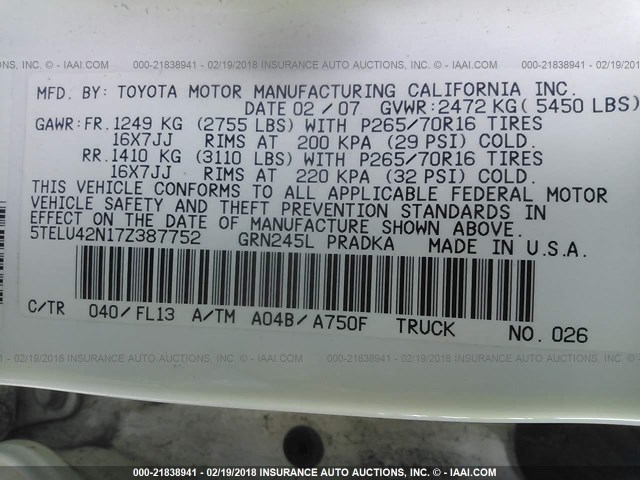 000-21838941 - 02/19/2018 INSURANCE AUTO AUCTIONS, CORP. © - IAAI.COM
MFD. BY: TOYOTA MOTOR MANUFACTURING CALIFORNIA INC.
DATE 02 / 07 GVWR: 2472 KG ( 5450 LBS)
GAWR: FR. 1249 KG (2755 LBS) WITH P265/70R16 TIRES
16X7JJ RIMS AT 200 KPA (29 PSI) COLD.
RR. 1410 KG (3110 LBS) WITH P265/70R16 TIRES
16X7JJ RIMS AT 220 KPA (32 PSI) COLD.
THIS VEHICLE CONFORMS TO ALL APPLICABLE FEDERAL MOTOR
VEHICLE SAFETY AND THEFT PREVENTION STANDARDS IN
EFFECT ON THE DATE OF MANUFACTURE SHOWN ABOVE.
5TELU42N17Z387752 GRN245L PRADKA MADE IN U.S.A.
C/TR 040/FL13 A/TM A04B/A750F TRUCK NO. 026
000-21838941 - 02/19/2018 INSURANCE AUTO AUCTIONS, CORP. © - IAAI.COM
000-21838941 - 02/19/2018 INSURANCE AUTO AUCTIONS, CORP. © - IAAI.COM